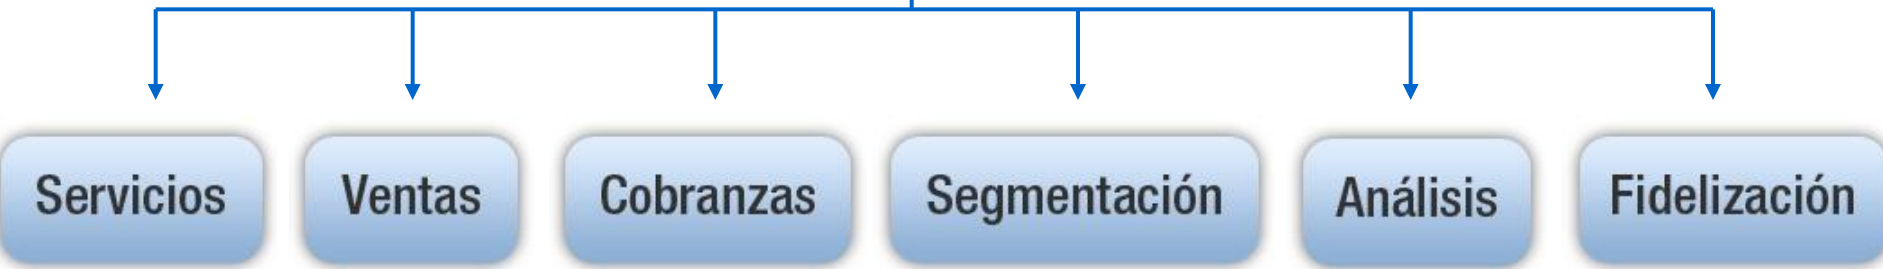 Servicios
Ventas
Cobranzas
Segmentación
Análisis
Fidelización